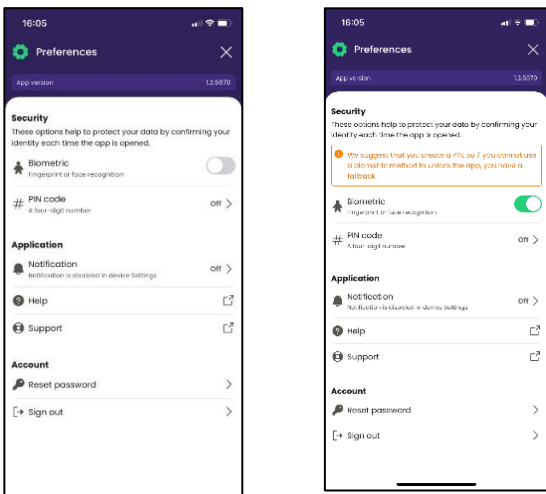 16:05
Preferences
App version 1.3.5070
Security
These options help to protect your data by confirming your
identity each time the app is opened.
Biometric
Fingerprint or face recognition
PIN code
A four-digit number
Off
Application
Notification
Notification is disabled in device Settings
Off
Help
Support
Account
Reset password
Sign out
16:05
Preferences
App version 1.3.5070
Security
These options help to protect your data by confirming your
identity each time the app is opened.
We suggest that you create a PIN, so if you cannot use
a biometric method to unlock the app, you have a
fallback
Biometric
Fingerprint or face recognition
PIN code
A four-digit number
Off
Application
Notification
Notification is disabled in device Settings
Off
Help
Support
Account
Reset password
Sign out